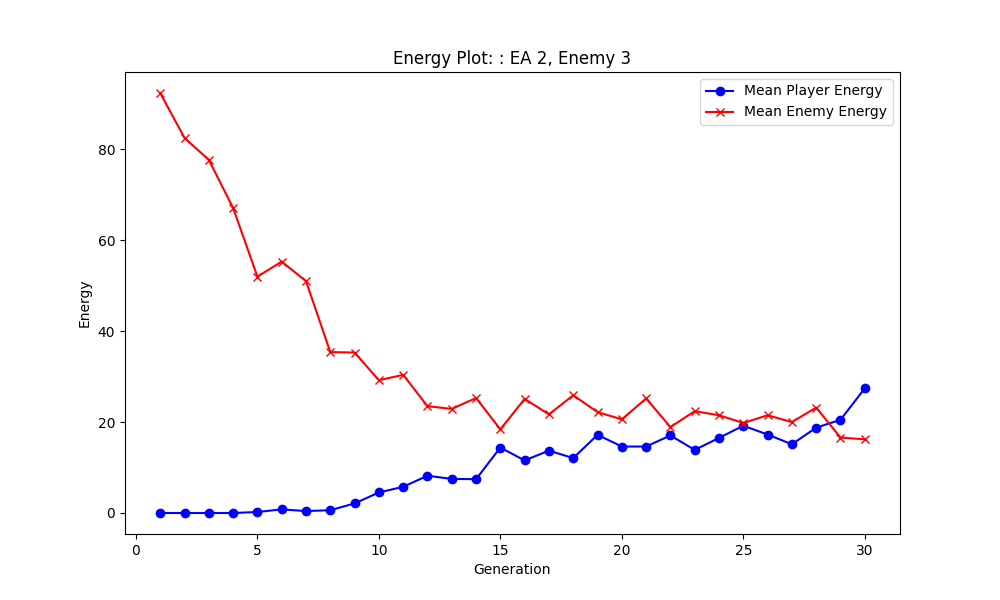 Energy Plot: : EA 2, Enemy 3
Mean Player Energy
Mean Enemy Energy
Energy
80
60
40
20
0
0 5 10 15 20 25 30
Generation